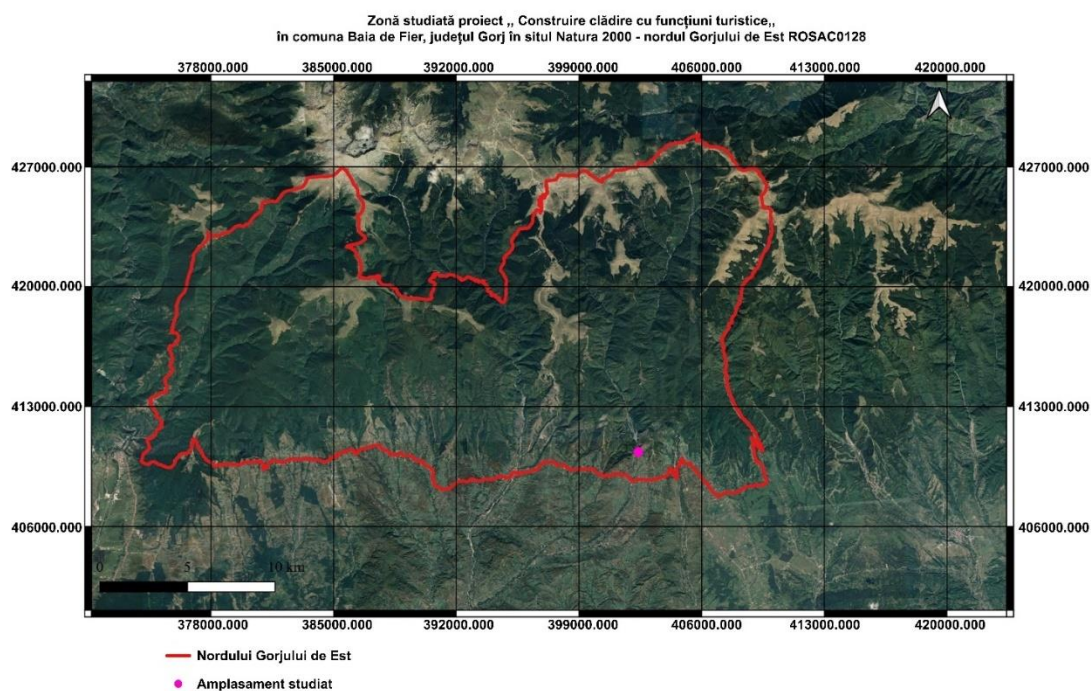 Zonă studiată proiect ,, Construire clădire cu funcțiuni turistice,,
în comuna Baia de Fier, județul Gorj în situl Natura 2000 - nordul Gorjului de Est ROSAC0128
378000.000 385000.000 392000.000 399000.000 406000.000 413000.000 420000.000
427000.000 427000.000
420000.000 420000.000
413000.000 413000.000
406000.000 406000.000
0 5 10 km
378000.000 385000.000 392000.000 399000.000 406000.000 413000.000 420000.000
Nordului Gorjului de Est
Amplasament studiat